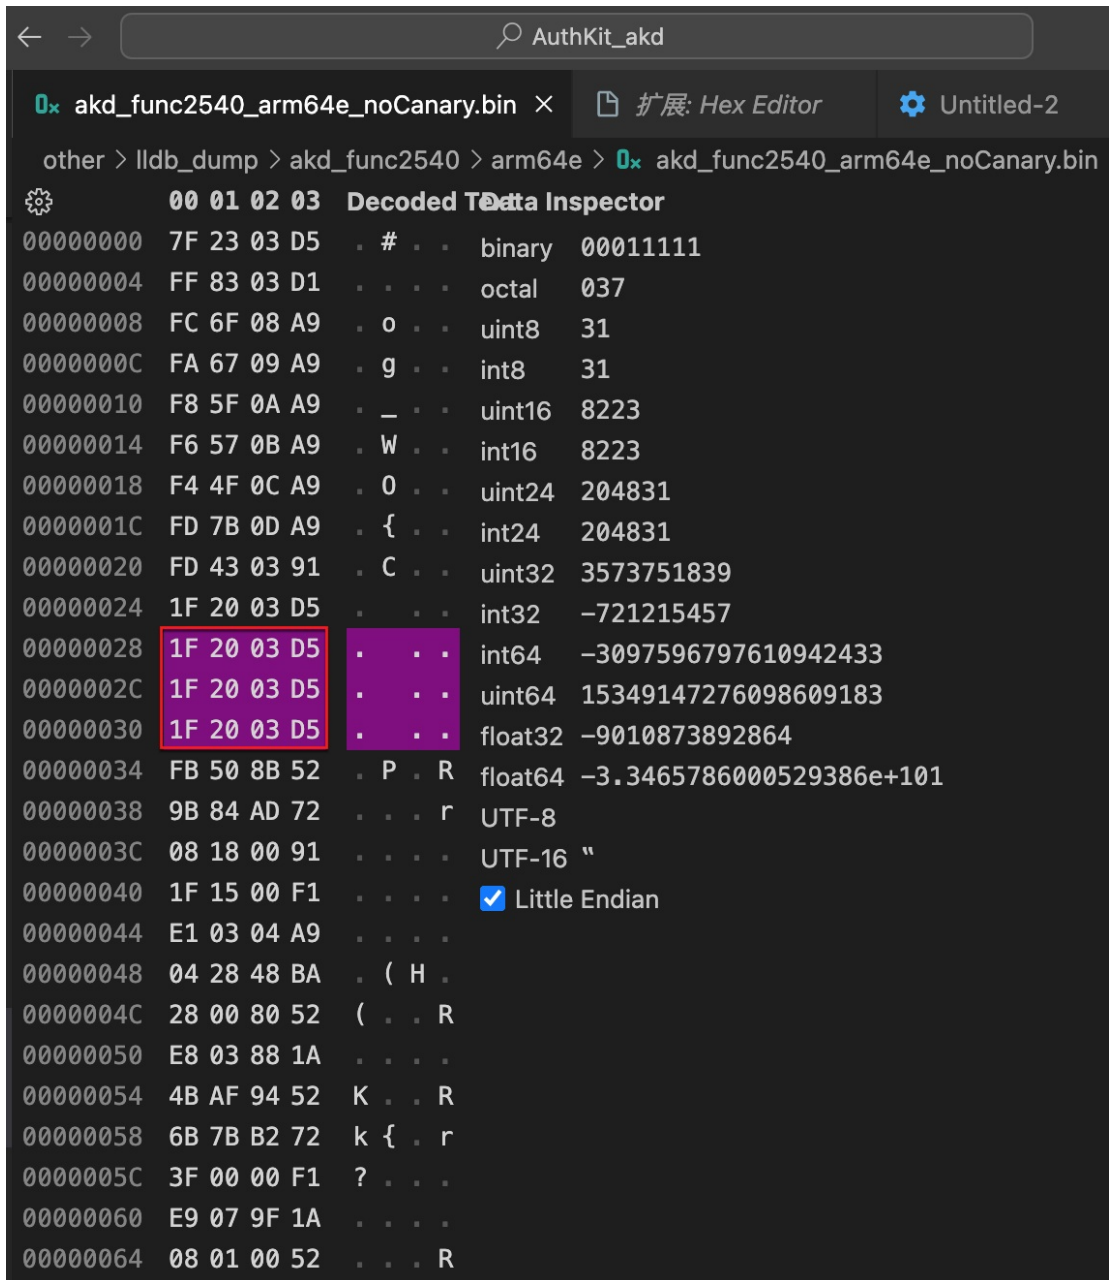 AuthKit_akd
0x akd_func2540_arm64e_noCanary.bin × 扩展: Hex Editor Untitled-2
other > lldb_dump > akd_func2540 > arm64e > 0x akd_func2540_arm64e_noCanary.bin
00 01 02 03 Decoded Text Data Inspector
00000000 7F 23 03 D5 . # . . binary 00011111
00000004 FF 83 03 D1 . . . . octal 037
00000008 FC 6F 08 A9 . o . . uint8 31
0000000C FA 67 09 A9 . g . . int8 31
00000010 F8 5F 0A A9 . _ . . uint16 8223
00000014 F6 57 0B A9 . W . . int16 8223
00000018 F4 4F 0C A9 . O . . uint24 204831
0000001C FD 7B 0D A9 . { . . int24 204831
00000020 FD 43 03 91 . C . . uint32 3573751839
00000024 1F 20 03 D5 .   . . int32 -721215457
00000028 1F 20 03 D5 .   . . int64 -3097596797610942433
0000002C 1F 20 03 D5 .   . . uint64 15349147276098609183
00000030 1F 20 03 D5 .   . . float32 -9010873892864
00000034 FB 50 8B 52 . P . R float64 -3.3465786000529386e+101
00000038 9B 84 AD 72 . . . r UTF-8
0000003C 08 18 00 91 . . . . UTF-16 ‟
00000040 1F 15 00 F1 . . . . Little Endian
00000044 E1 03 04 A9 . . . .
00000048 04 28 48 BA . ( H .
0000004C 28 00 80 52 ( . . R
00000050 E8 03 88 1A . . . .
00000054 4B AF 94 52 K . . R
00000058 6B 7B B2 72 k { . r
0000005C 3F 00 00 F1 ? . . .
00000060 E9 07 9F 1A . . . .
00000064 08 01 00 52 . . . R